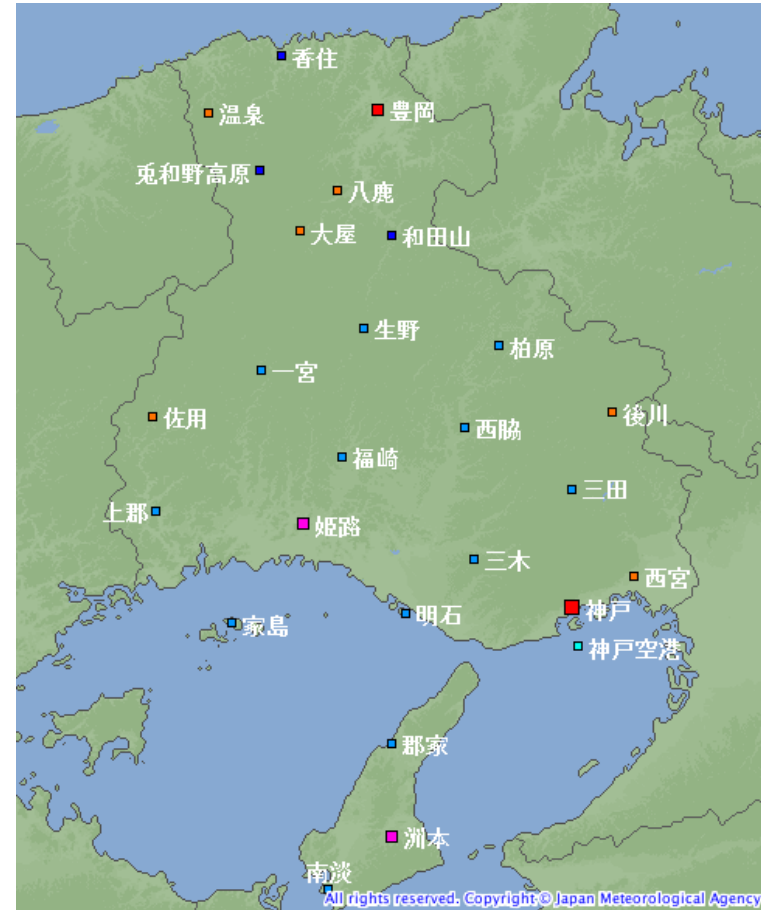 香住
温泉
豊岡
兎和野高原
八鹿
大屋
和田山
生野
柏原
一宮
佐用
後川
西脇
福崎
三田
上郡
姫路
三木
西宮
神戸
明石
家島
神戸空港
郡家
洲本
南淡
All rights reserved. Copyright © Japan Meteorological Agency